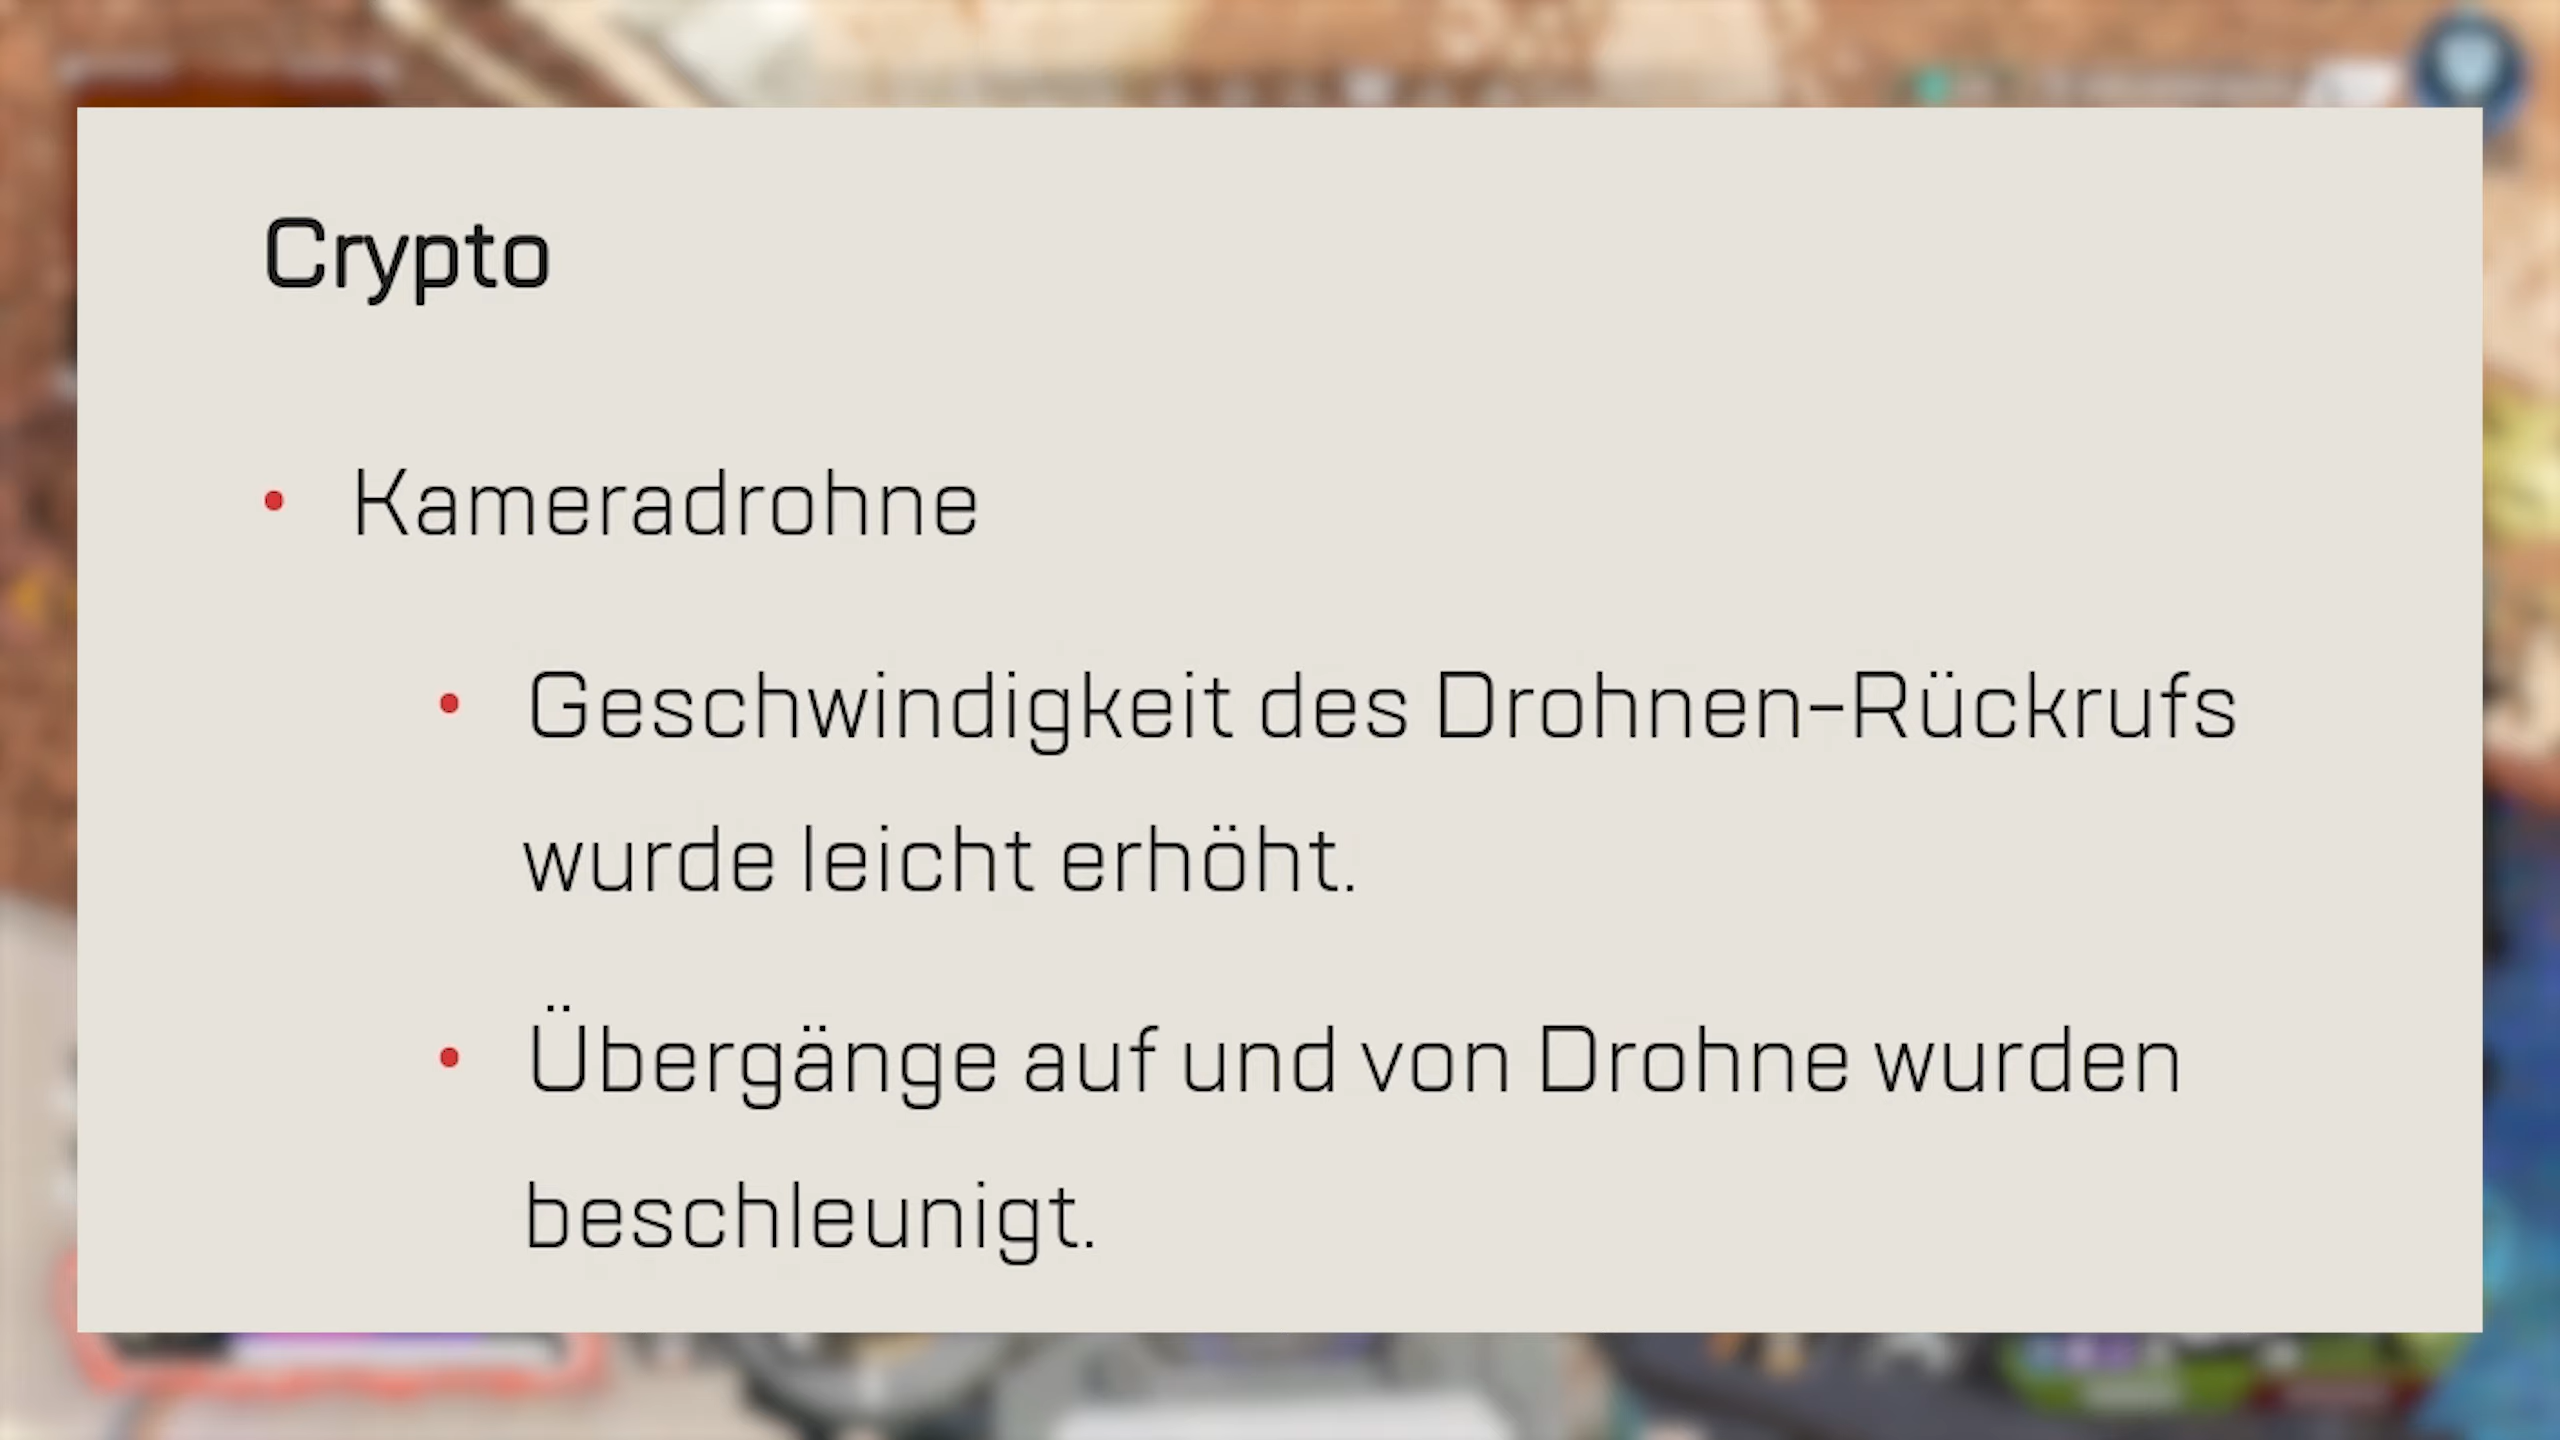 Crypto
• Kameradrohne
• Geschwindigkeit des Drohnen-Rückrufs
wurde leicht erhöht.
• Übergänge auf und von Drohne wurden
beschleunigt.